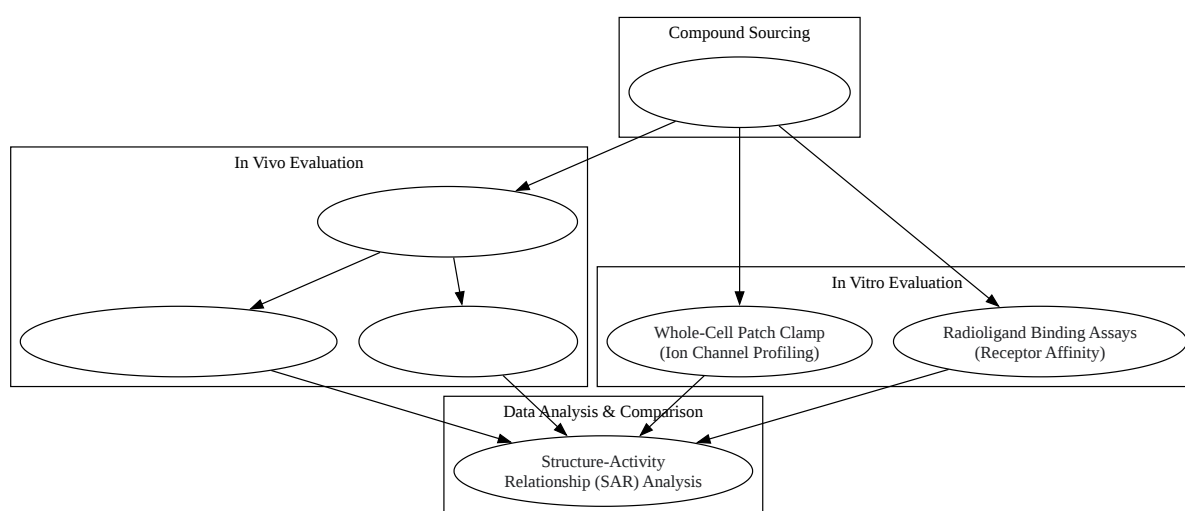 Compound Sourcing
In Vivo Evaluation
In Vitro Evaluation
Whole-Cell Patch Clamp
(Ion Channel Profiling)
Radioligand Binding Assays
(Receptor Affinity)
Data Analysis & Comparison
Structure-Activity
Relationship (SAR) Analysis